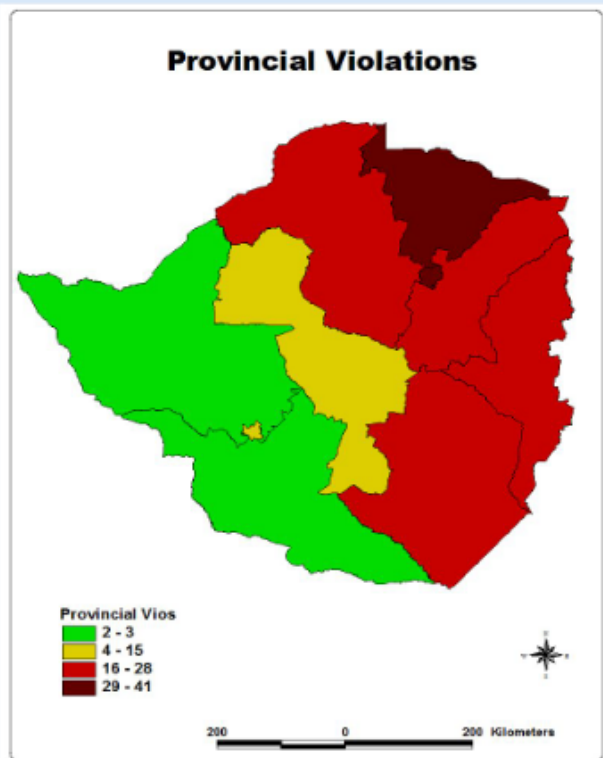 Provincial Violations
Provincial Vios
2 - 3
4 - 15
16 - 28
29 - 41
200 0 200 Kilometers